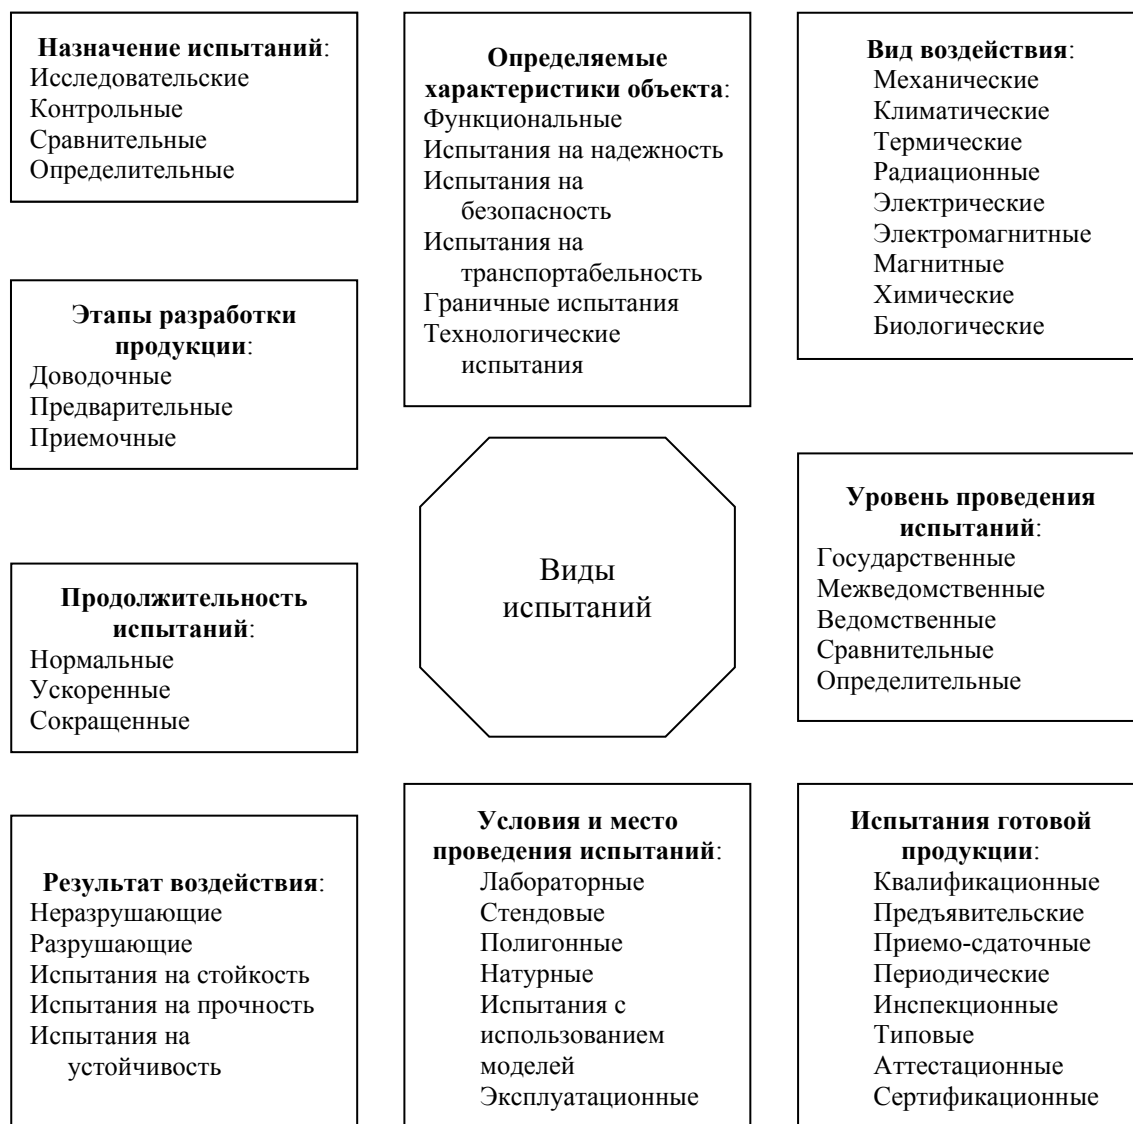 Назначение испытаний:
Исследовательские
Контрольные
Сравнительные
Определительные
Этапы разработки
продукции:
Доводочные
Предварительные
Приемочные
Продолжительность
испытаний:
Нормальные
Ускоренные
Сокращенные
Результат воздействия:
Неразрушающие
Разрушающие
Испытания на стойкость
Испытания на прочность
Испытания на
устойчивость
Определяемые
характеристики объекта:
Функциональные
Испытания на надежность
Испытания на
безопасность
Испытания на
транспортабельность
Граничные испытания
Технологические
испытания
Виды
испытаний
Условия и место
проведения испытаний:
Лабораторные
Стендовые
Полигонные
Натурные
Испытания с
использованием
моделей
Эксплуатационные
Вид воздействия:
Механические
Климатические
Термические
Радиационные
Электрические
Электромагнитные
Магнитные
Химические
Биологические
Уровень проведения
испытаний:
Государственные
Межведомственные
Ведомственные
Сравнительные
Определительные
Испытания готовой
продукции:
Квалификационные
Предъявительские
Приемо-сдаточные
Периодические
Инспекционные
Типовые
Аттестационные
Сертификационные